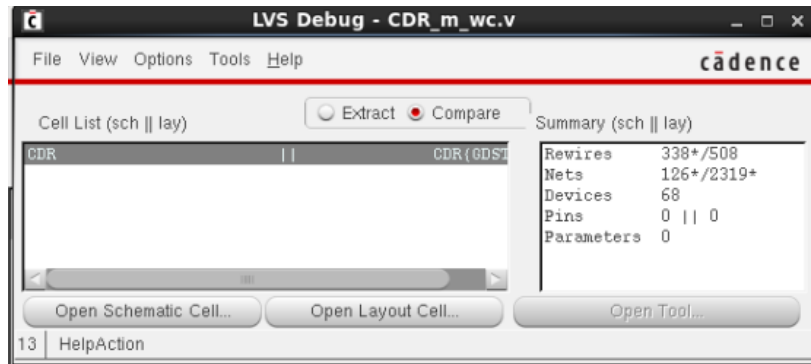 LVS Debug - CDR_m_wc.v
File View Options Tools Help
cādence
Extract Compare
Cell List (sch || lay)
Summary (sch || lay)
CDR || CDR{GDST
Rewires 338*/508
Nets 126*/2319*
Devices 68
Pins 0 || 0
Parameters 0
Open Schematic Cell...
Open Layout Cell...
Open Tool...
13 HelpAction